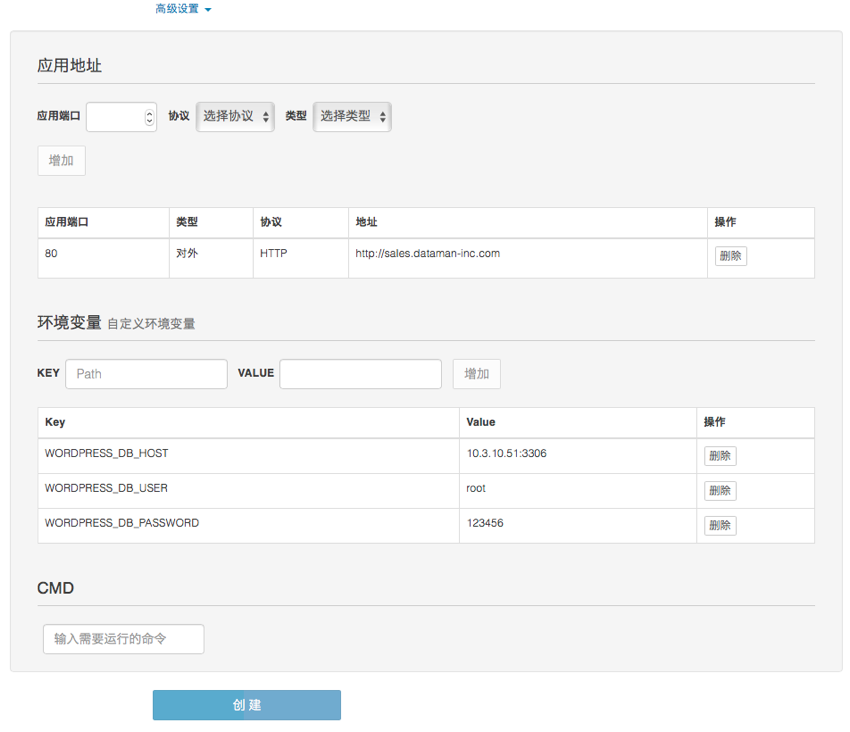 高级设置
应用地址
应用端口 协议 选择协议 类型 选择类型
增加
应用端口 类型 协议 地址 操作
80 对外 HTTP http://sales.dataman-inc.com 删除
环境变量 自定义环境变量
KEY Path VALUE 增加
Key Value 操作
WORDPRESS_DB_HOST 10.3.10.51:3306 删除
WORDPRESS_DB_USER root 删除
WORDPRESS_DB_PASSWORD 123456 删除
CMD
输入需要运行的命令
创 建